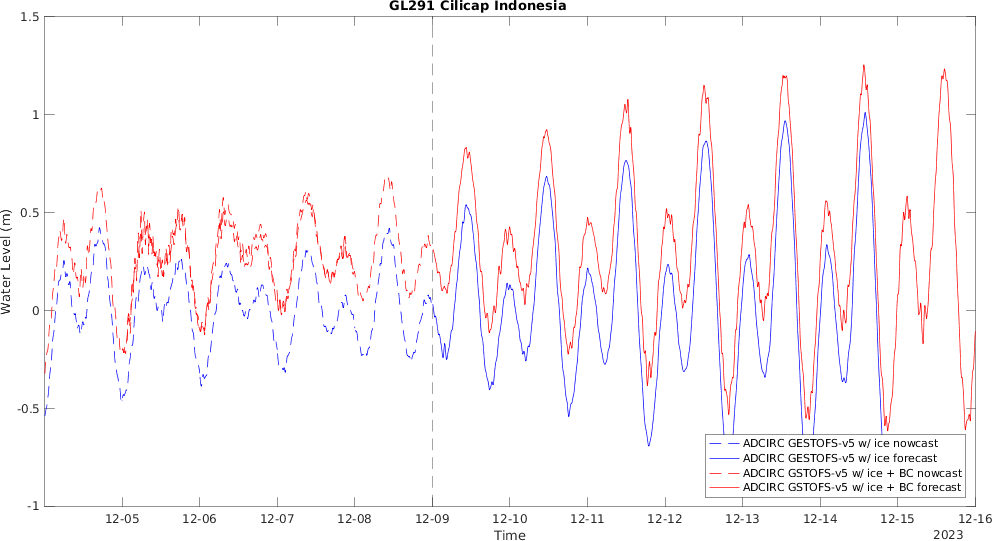 GL291 Cilicap Indonesia
1.5
1
0.5
0
-0.5
-1
Water Level (m)
12-05
12-06
12-07
12-08
12-09
12-10
12-11
12-12
12-13
12-14
12-15
12-16
Time
2023
ADCIRC GESTOFS-v5 w/ ice nowcast
ADCIRC GESTOFS-v5 w/ ice forecast
ADCIRC GSTOFS-v5 w/ ice + BC nowcast
ADCIRC GSTOFS-v5 w/ ice + BC forecast